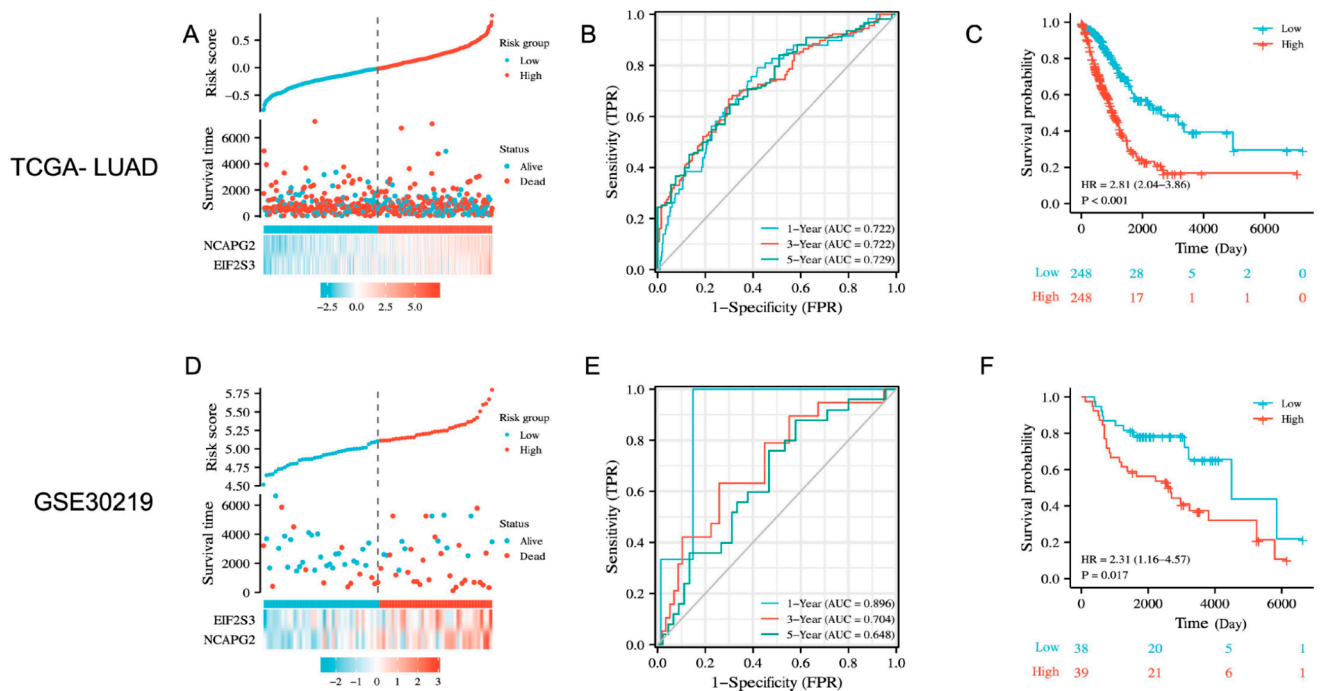 TCGA- LUAD
A
Risk score
0.5
0.0
−0.5
Risk group
Low
High
Survival time
6000
4000
2000
0
Status
Alive
Dead
NCAPG2
EIF2S3
−2.5 0.0 2.5 5.0
B
Sensitivity (TPR)
1.0
0.8
0.6
0.4
0.2
0.0
1-Year (AUC = 0.722)
3-Year (AUC = 0.722)
5-Year (AUC = 0.729)
0.0 0.2 0.4 0.6 0.8 1.0
1−Specificity (FPR)
C
Survival probability
1.0
0.8
0.6
0.4
0.2
0.0
Low
High
HR = 2.81 (2.04−3.86)
P < 0.001
0 2000 4000 6000
Time (Day)
Low 248 28 5 2 0
High 248 17 1 1 0
GSE30219
D
Risk score
5.75
5.50
5.25
5.00
4.75
4.50
Risk group
Low
High
Survival time
6000
4000
2000
0
Status
Alive
Dead
EIF2S3
NCAPG2
−2 −1 0 1 2 3
E
Sensitivity (TPR)
1.0
0.8
0.6
0.4
0.2
0.0
1-Year (AUC = 0.896)
3-Year (AUC = 0.704)
5-Year (AUC = 0.648)
0.0 0.2 0.4 0.6 0.8 1.0
1−Specificity (FPR)
F
Survival probability
1.0
0.8
0.6
0.4
0.2
0.0
Low
High
HR = 2.31 (1.16−4.57)
P = 0.017
0 2000 4000 6000
Time (Day)
Low 38 20 5 1
High 39 21 6 1